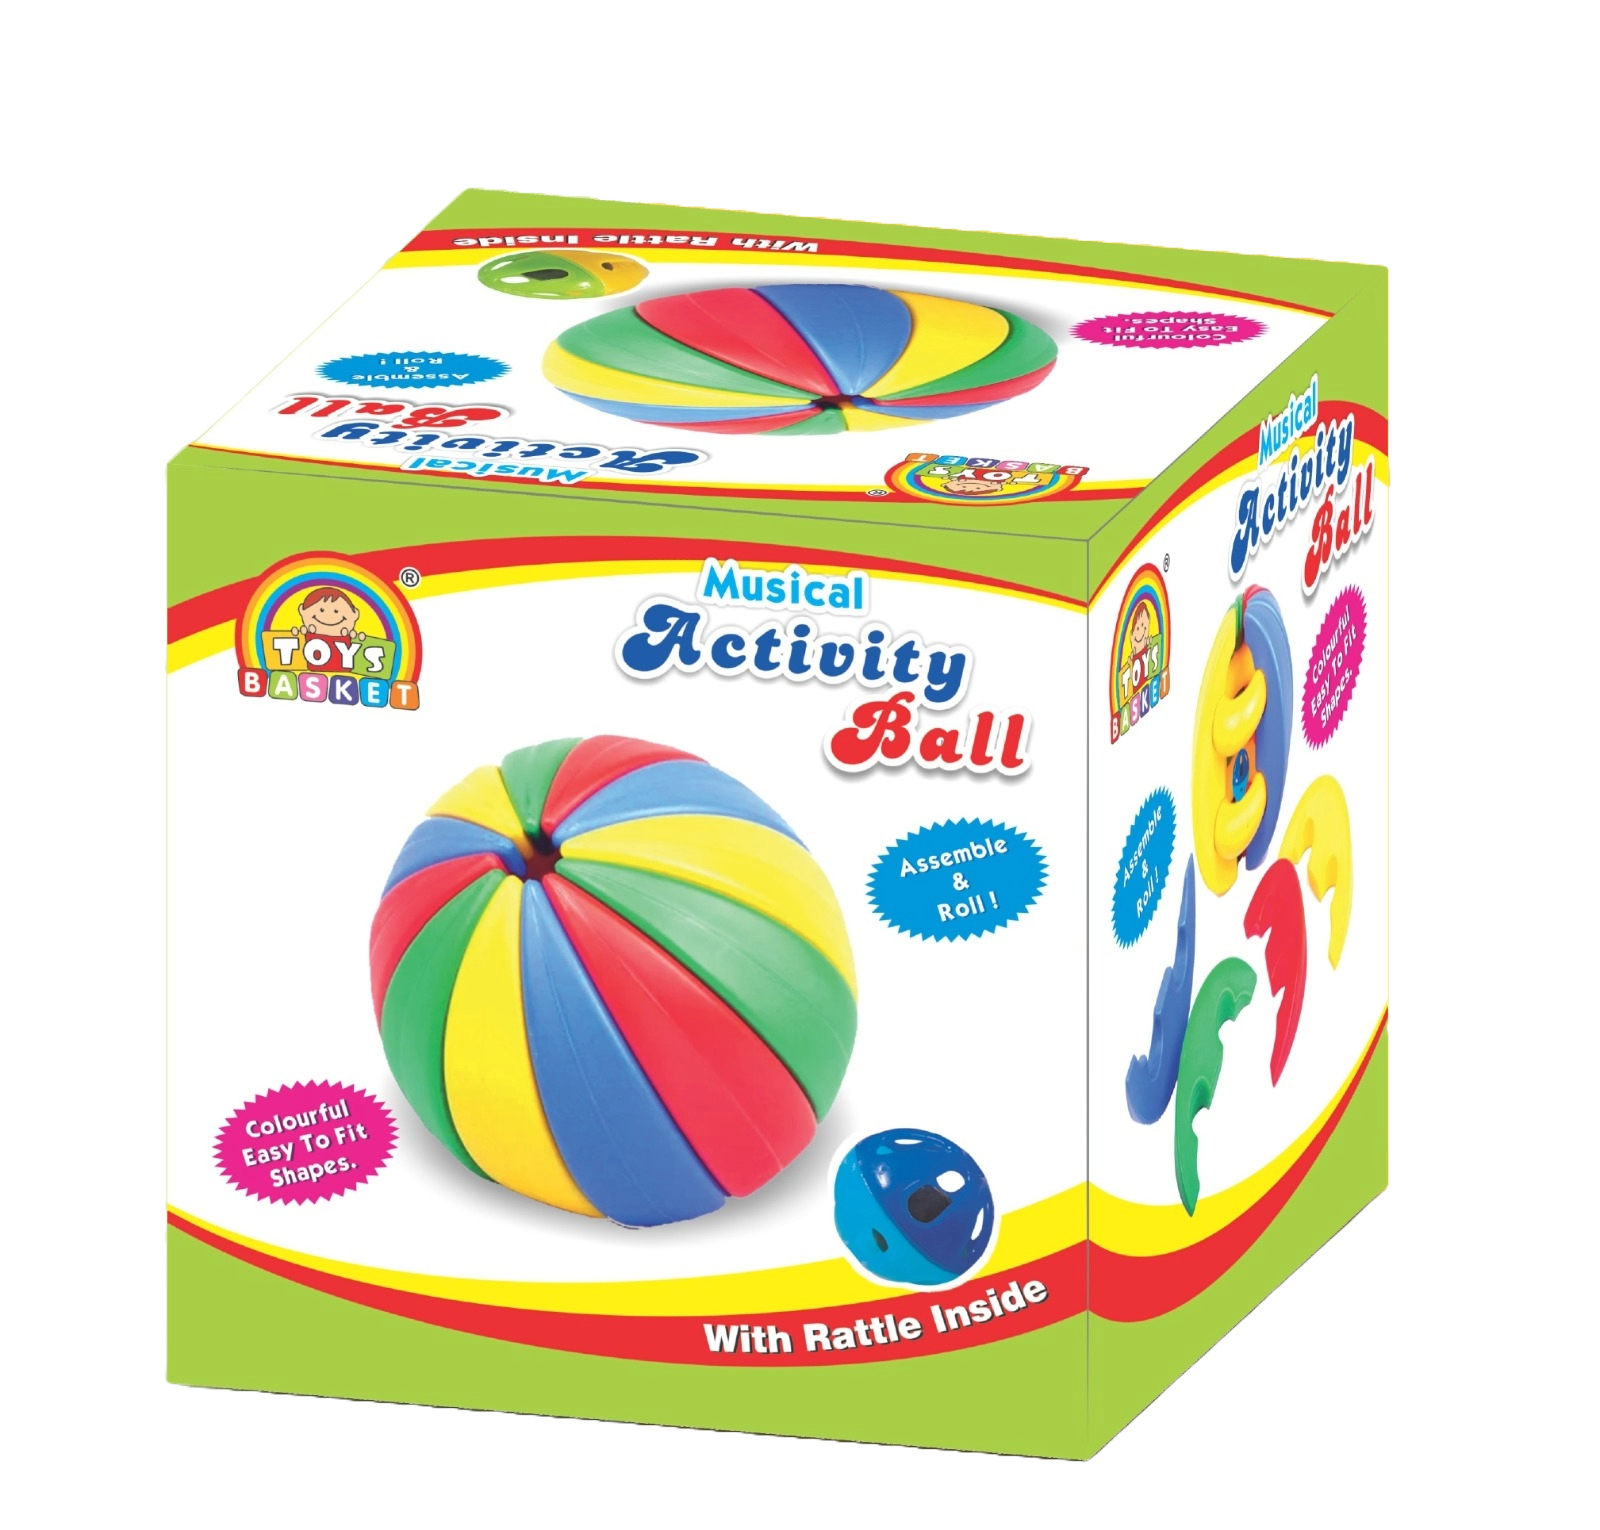 With Rattle Inside
Colourful
Easy To Fit
Shapes.
Assemble
&
Roll !
Musical
Activity
Ball
®
TOYS
BASKET
®
TOYS
BASKET
Musical
Activity
Ball
Assemble
&
Roll !
Colourful
Easy To Fit
Shapes.
With Rattle Inside
Musical
Activity
Ball
®
TOYS
BASKET
Colourful
Easy To Fit
Shapes.
Assemble
&
Roll !